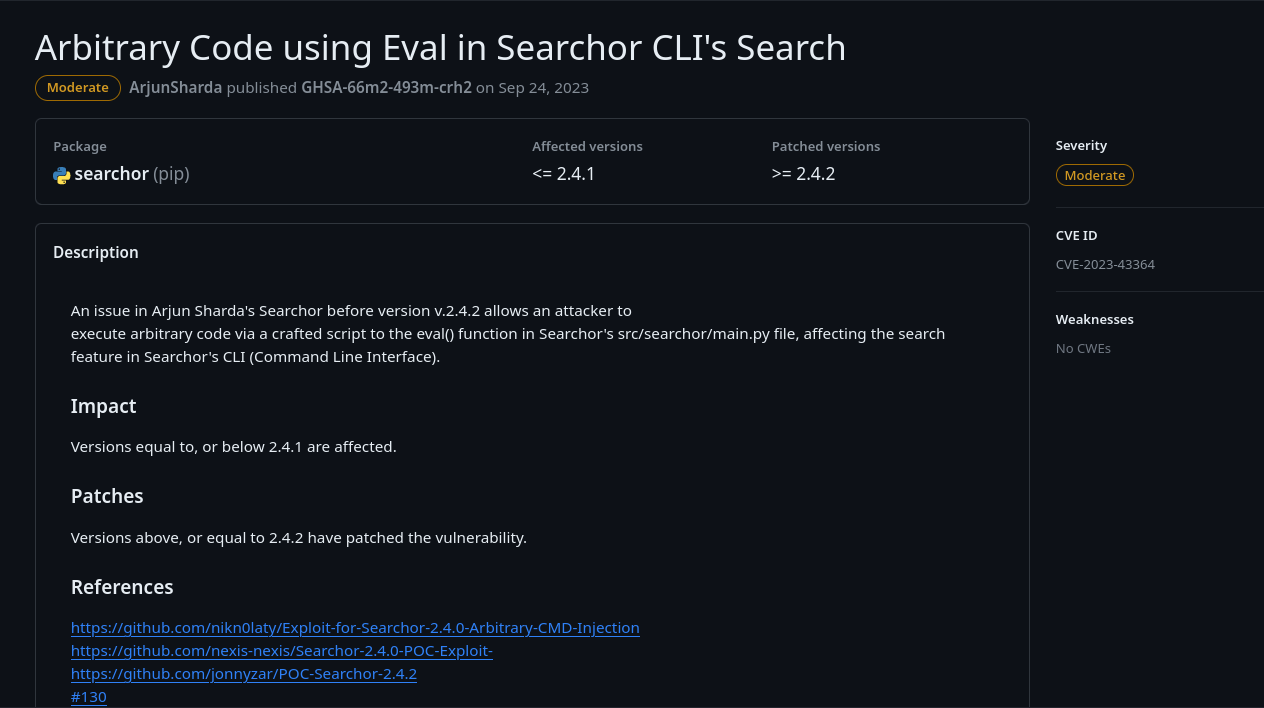 Arbitrary Code using Eval in Searchor CLI's Search
Moderate ArjunSharda published GHSA-66m2-493m-crh2 on Sep 24, 2023
Package Affected versions Patched versions
searchor (pip) <= 2.4.1 >= 2.4.2
Severity
Moderate
CVE ID
CVE-2023-43364
Weaknesses
No CWEs
Description
An issue in Arjun Sharda's Searchor before version v.2.4.2 allows an attacker to
execute arbitrary code via a crafted script to the eval() function in Searchor's src/searchor/main.py file, affecting the search
feature in Searchor's CLI (Command Line Interface).
Impact
Versions equal to, or below 2.4.1 are affected.
Patches
Versions above, or equal to 2.4.2 have patched the vulnerability.
References
https://github.com/nikn0laty/Exploit-for-Searchor-2.4.0-Arbitrary-CMD-Injection
https://github.com/nexis-nexis/Searchor-2.4.0-POC-Exploit-
https://github.com/jonnyzar/POC-Searchor-2.4.2
#130